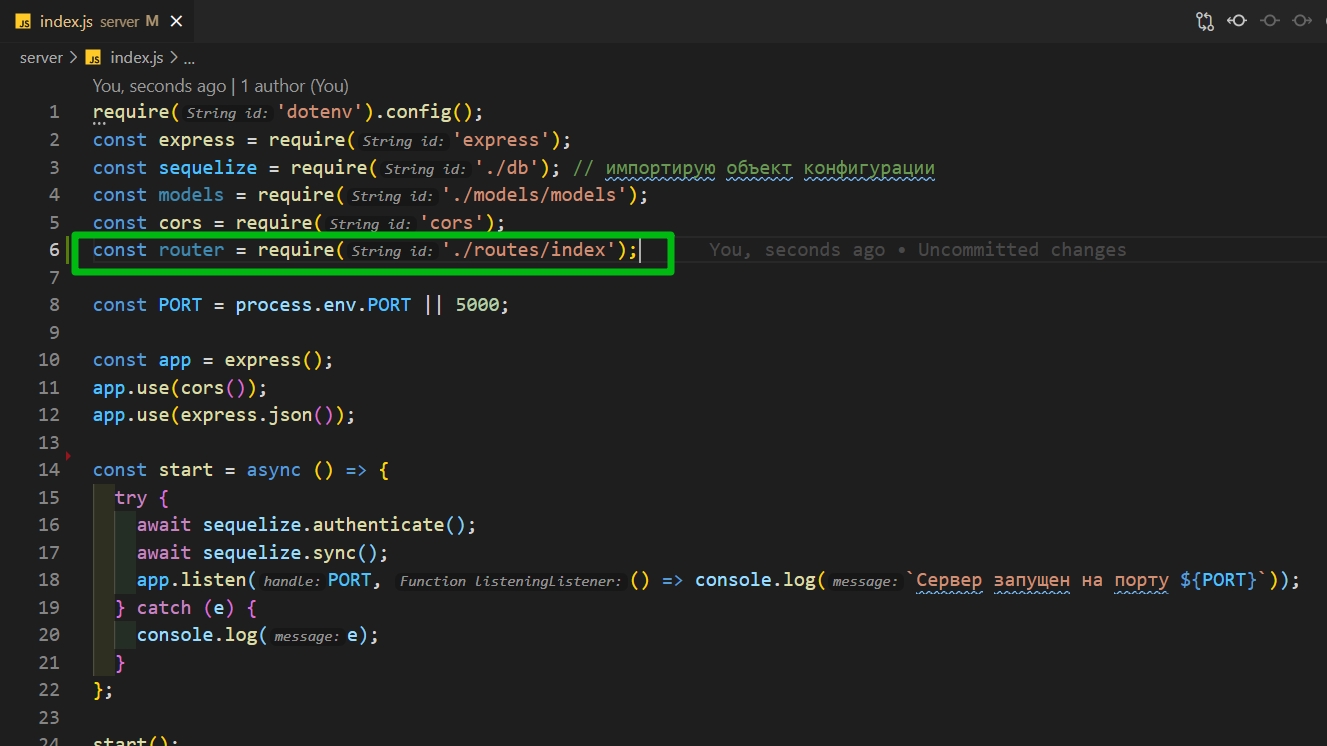 JS index.js server M ×
server > JS index.js > ...
You, seconds ago | 1 author (You)
1 require( String id: 'dotenv').config();
2 const express = require( String id: 'express');
3 const sequelize = require( String id: './db'); // импортирую объект конфигурации
4 const models = require( String id: './models/models');
5 const cors = require( String id: 'cors');
6 const router = require( String id: './routes/index'); You, seconds ago • Uncommitted changes
7
8 const PORT = process.env.PORT || 5000;
9
10 const app = express();
11 app.use(cors());
12 app.use(express.json());
13
14 const start = async () => {
15 try {
16 await sequelize.authenticate();
17 await sequelize.sync();
18 app.listen( handle: PORT, Function listeningListener: () => console.log( message: `Сервер запущен на порту ${PORT}`));
19 } catch (e) {
20 console.log( message: e);
21 }
22 };
23
24 start();